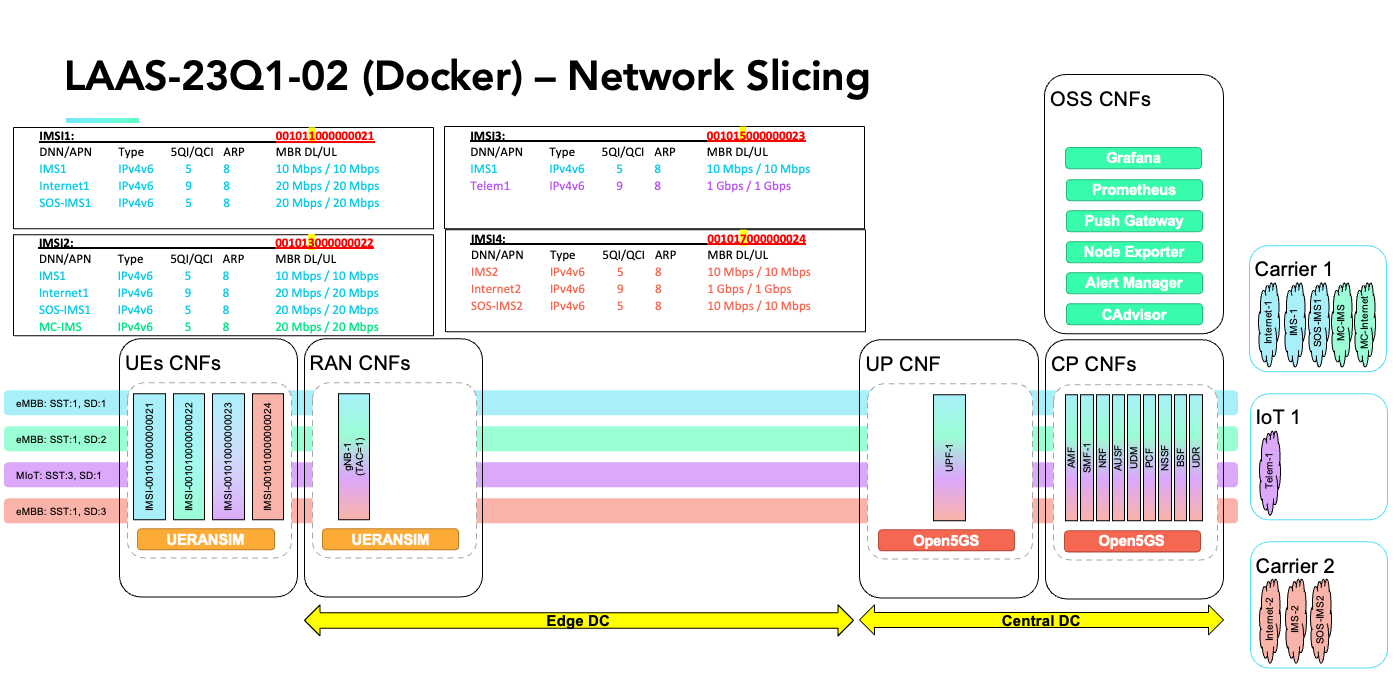 LAAS-23Q1-02 (Docker) – Network Slicing
IMSI1: 001011000000021
DNN/APN Type 5QI/QCI ARP MBR DL/UL
IMS1 IPv4v6 5 8 10 Mbps / 10 Mbps
Internet1 IPv4v6 9 8 20 Mbps / 20 Mbps
SOS-IMS1 IPv4v6 5 8 20 Mbps / 20 Mbps
IMSI2: 001013000000022
DNN/APN Type 5QI/QCI ARP MBR DL/UL
IMS1 IPv4v6 5 8 10 Mbps / 10 Mbps
Internet1 IPv4v6 9 8 20 Mbps / 20 Mbps
SOS-IMS1 IPv4v6 5 8 20 Mbps / 20 Mbps
MC-IMS IPv4v6 5 8 20 Mbps / 20 Mbps
IMSI3: 001015000000023
DNN/APN Type 5QI/QCI ARP MBR DL/UL
IMS1 IPv4v6 5 8 10 Mbps / 10 Mbps
Telem1 IPv4v6 9 8 1 Gbps / 1 Gbps
IMSI4: 001017000000024
DNN/APN Type 5QI/QCI ARP MBR DL/UL
IMS2 IPv4v6 5 8 10 Mbps / 10 Mbps
Internet2 IPv4v6 9 8 1 Gbps / 1 Gbps
SOS-IMS2 IPv4v6 5 8 10 Mbps / 10 Mbps
OSS CNFs
Grafana
Prometheus
Push Gateway
Node Exporter
Alert Manager
CAdvisor
eMBB: SST:1, SD:1
eMBB: SST:1, SD:2
MIoT: SST:3, SD:1
eMBB: SST:1, SD:3
UEs CNFs
IMSI-001010000000021
IMSI-001010000000022
IMSI-001010000000023
IMSI-001010000000024
UERANSIM
RAN CNFs
gNB-1
(TAC=1)
UERANSIM
UP CNF
UPF-1
Open5GS
CP CNFs
AMF
SMF-1
NRF
AUSF
UDM
PCF
NSSF
BSF
UDR
Open5GS
Edge DC
Central DC
Carrier 1
Internet-1
IMS-1
SOS-IMS1
MC-IMS
MC-Internet
IoT 1
Telem-1
Carrier 2
Internet-2
IMS-2
SOS-IMS2